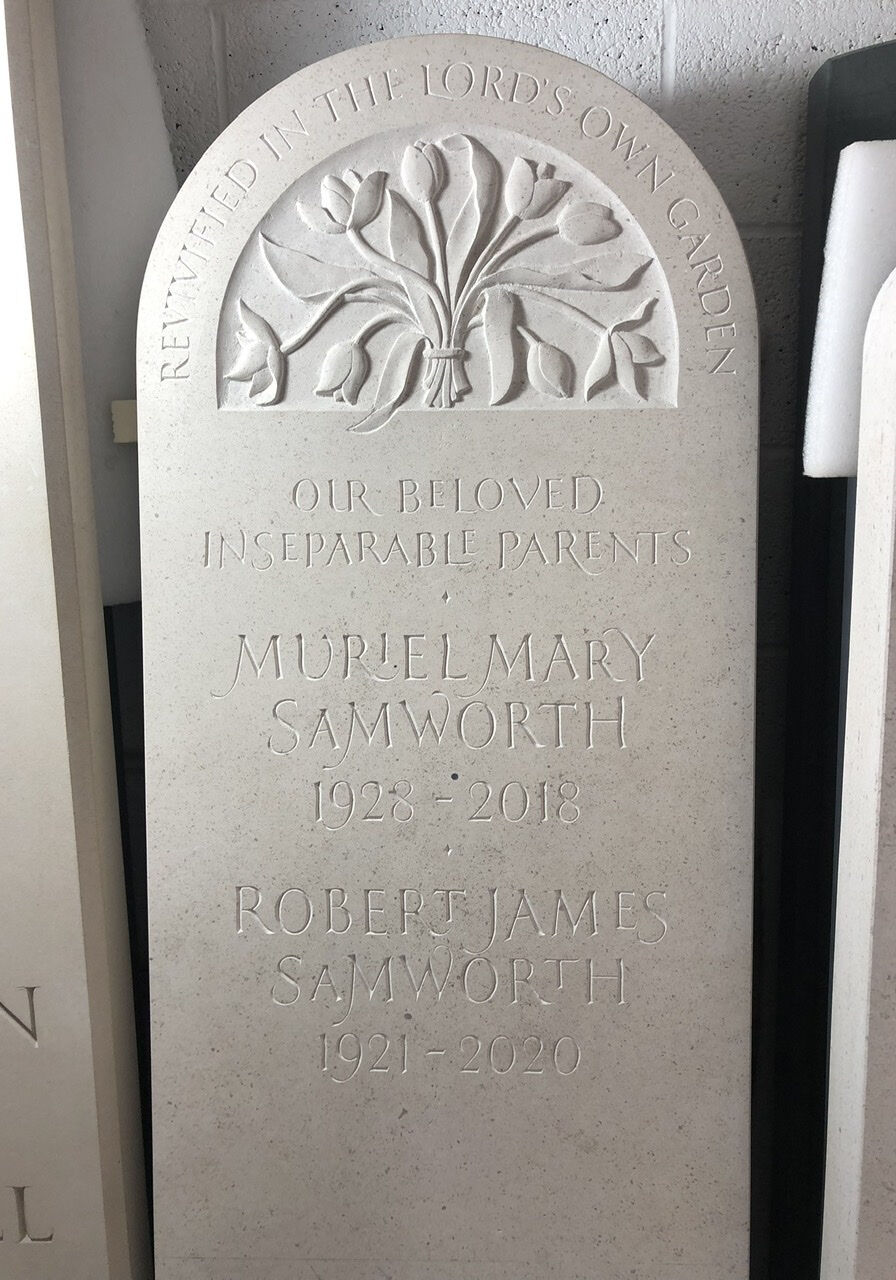 REVIVIFIED IN THE LORD'S OWN GARDEN
OUR BELOVED
INSEPARABLE PARENTS
MURIEL MARY
SAMWORTH
1928 - 2018
ROBERT JAMES
SAMWORTH
1921 - 2020